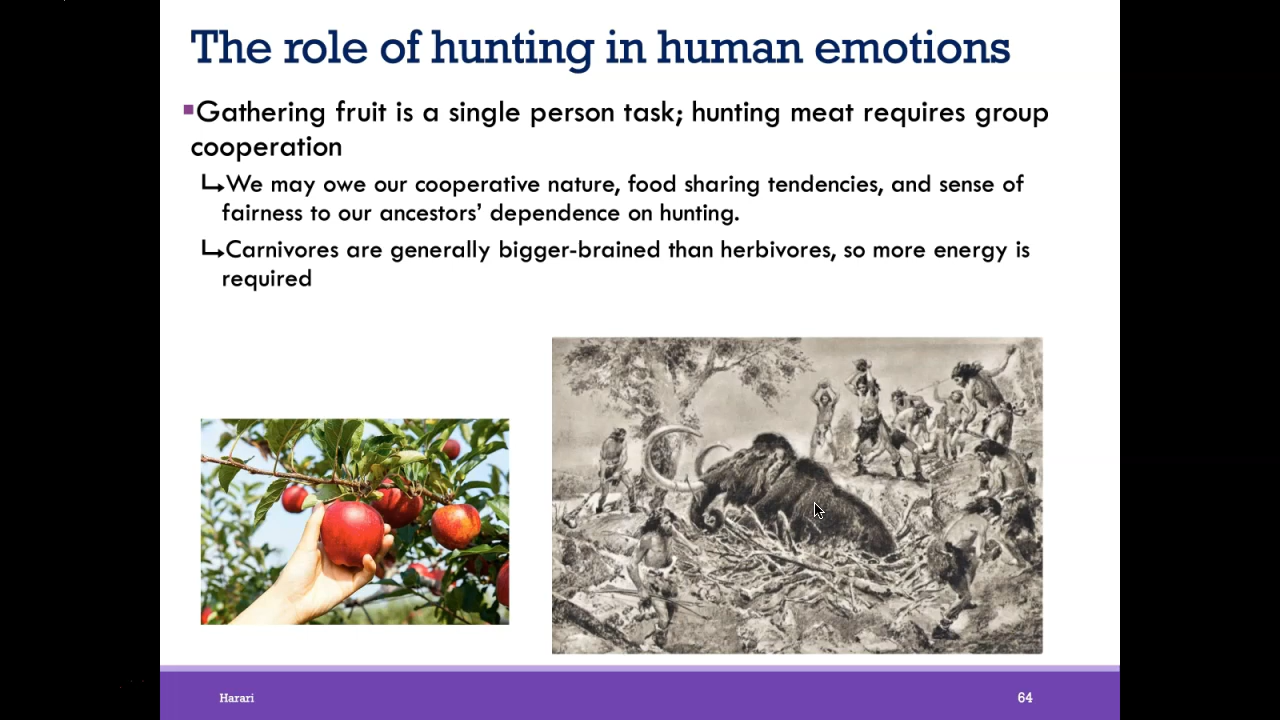 The role of hunting in human emotions
Gathering fruit is a single person task; hunting meat requires group
cooperation
We may owe our cooperative nature, food sharing tendencies, and sense of
fairness to our ancestors’ dependence on hunting.
Carnivores are generally bigger-brained than herbivores, so more energy is
required
Harari
64